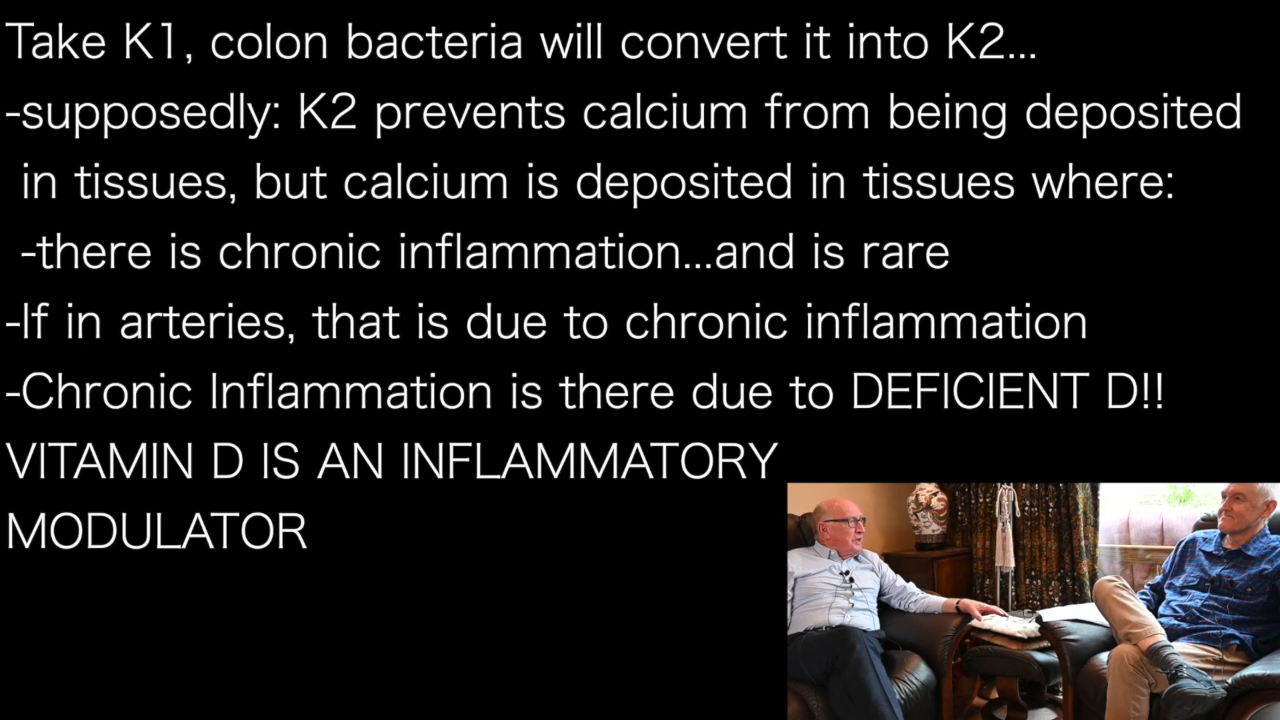 Take K1, colon bacteria will convert it into K2...
-supposedly: K2 prevents calcium from being deposited
in tissues, but calcium is deposited in tissues where:
-there is chronic inflammation...and is rare
-If in arteries, that is due to chronic inflammation
-Chronic Inflammation is there due to DEFICIENT D!!
VITAMIN D IS AN INFLAMMATORY
MODULATOR